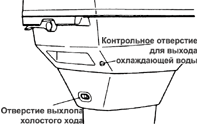 Контрольное отверстие
для выхода
охлаждающей воды
Отверстие выхлопа
холостого хода